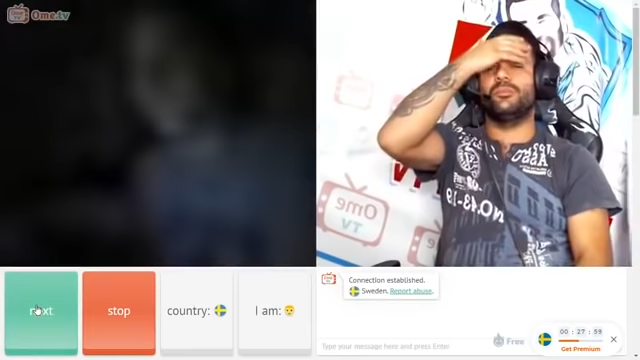 Ome.tv
Ome
TV
next
stop
country:
I am:
Connection established.
Sweden. Report abuse.
Type your message here and press Enter
Free
00 : 27 : 59
Get Premium